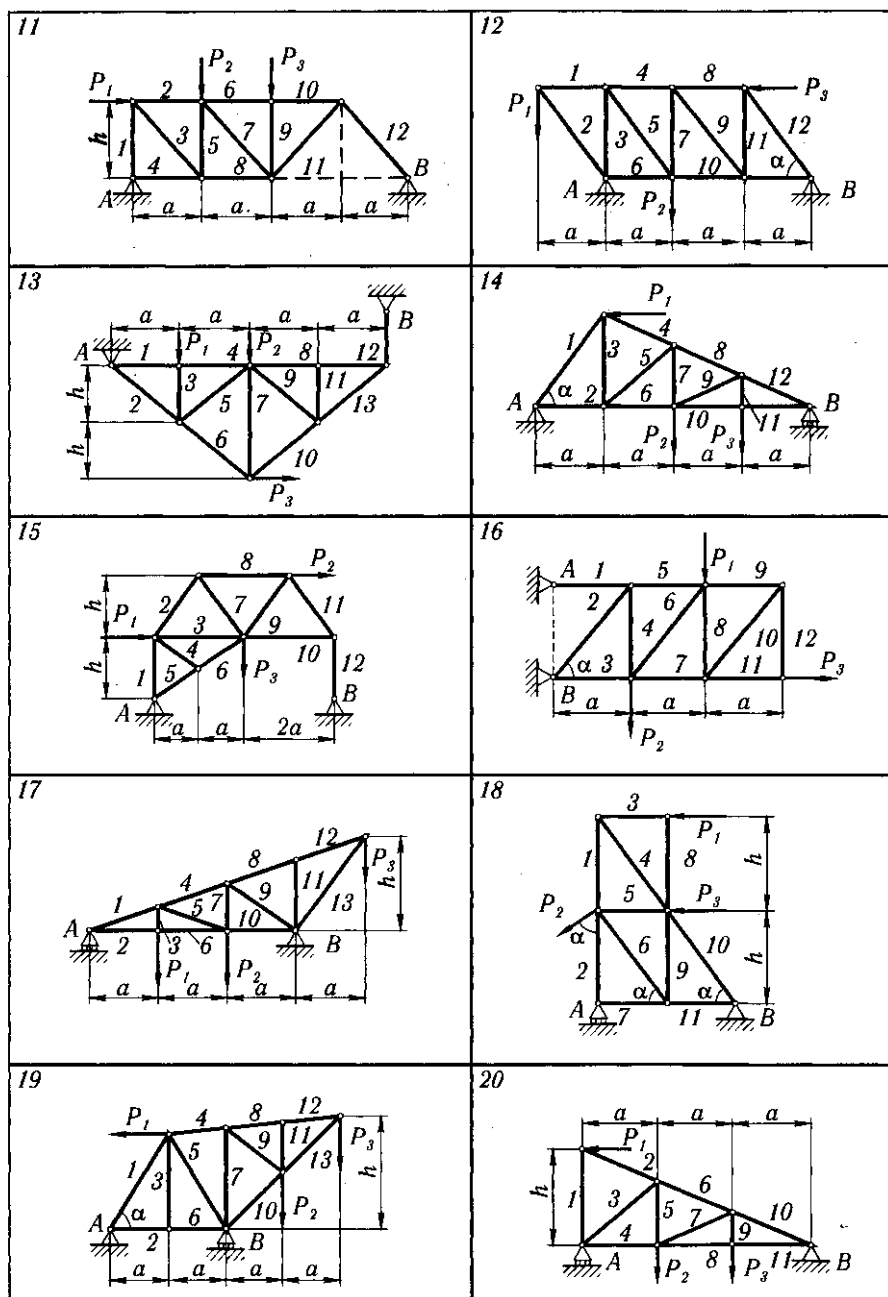 11
P₁ 2 P₂ 6 P₃ 10
h 1 3 5 7 9 12
4 8 11
A B
a a a a
12
1 4 8 P₃
P₁ 2 3 5 7 9 11 12
A 6 10 α B
P₂
a a a a
13
a a a a B
A 1 P₁ 4 P₂ 8 12
h 2 3 5 7 9 11 13
h 6 10
P₃
14
P₁
1 3 4 5 7 8 9 12
A α 2 6 10 11 B
P₂ P₃
a a a a
15
8 P₂
h 2 7 11
P₁ 3 9 10
h 1 4 5 6 P₃ 12
A B
a a 2a
16
P₁
A 1 5 9
2 4 6 8 10 12
α 3 7 11 P₃
B
a a a
P₂
17
12
8 P₃
4 7 9 11 13 h
1 5 10
A 2 3 6 B
P₁ P₂
a a a a
18
3 P₁
1 4 8 h
5 P₃
P₂ α
2 6 9 10 h
A α α B
7 11
19
P₁ 4 8 12
1 3 5 7 9 11 13 P₃ h
A α 6 10 P₂
2 B
a a a a
20
a a a
P₁
2
h 1 3 5 6 7 9 10
4 8 11 B
A P₂ P₃